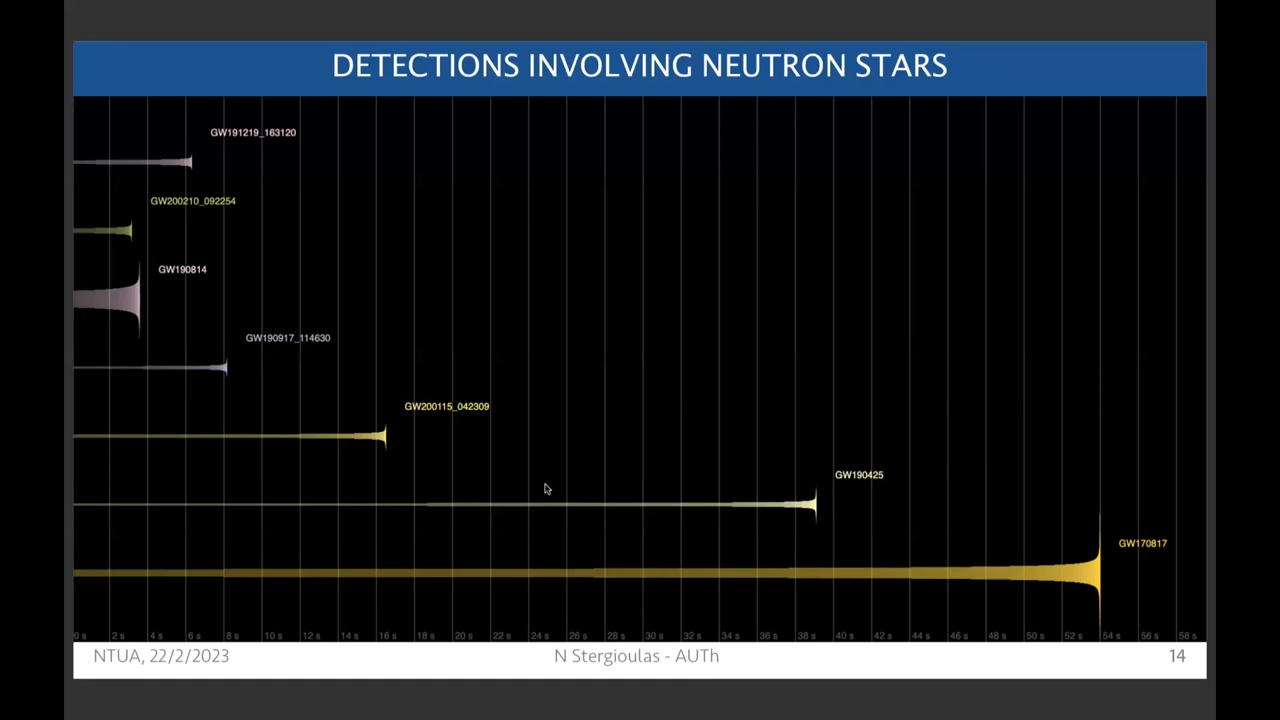 DETECTIONS INVOLVING NEUTRON STARS
GW191219_163120
GW200210_092254
GW190814
GW190917_114630
GW200115_042309
GW190425
GW170817
0 s 2 s 4 s 6 s 8 s 10 s 12 s 14 s 16 s 18 s 20 s 22 s 24 s 26 s 28 s 30 s 32 s 34 s 36 s 38 s 40 s 42 s 44 s 46 s 48 s 50 s 52 s 54 s 56 s 58 s
NTUA, 22/2/2023 N Stergioulas - AUTh 14